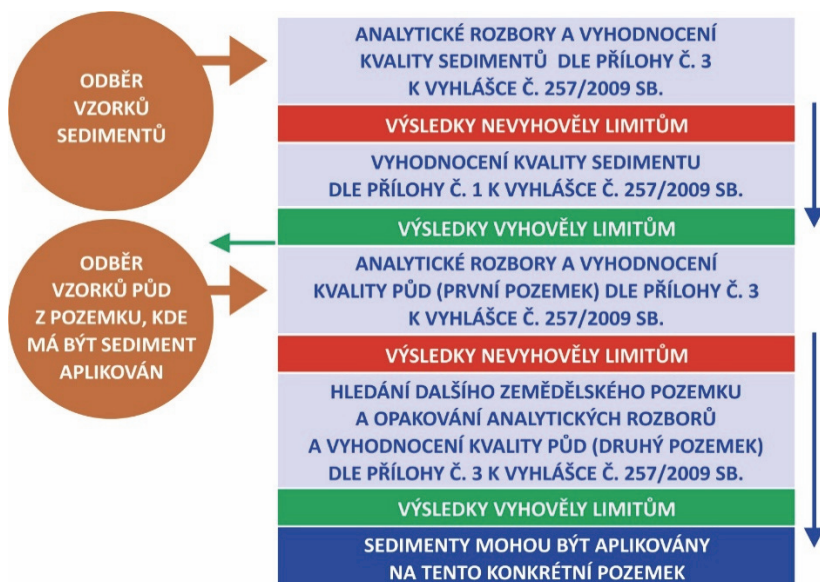 ODBĚR
VZORKŮ
SEDIMENTŮ
ANALYTICKÉ ROZBORY A VYHODNOCENÍ
KVALITY SEDIMENTŮ DLE PŘÍLOHY Č. 3
K VYHLÁŠCE Č. 257/2009 SB.
VÝSLEDKY NEVYHOVĚLY LIMITŮM
VYHODNOCENÍ KVALITY SEDIMENTU
DLE PŘÍLOHY Č. 1 K VYHLÁŠCE Č. 257/2009 SB.
VÝSLEDKY VYHOVĚLY LIMITŮM
ODBĚR
VZORKŮ PŮD
Z POZEMKU, KDE
MÁ BÝT SEDIMENT
APLIKOVÁN
ANALYTICKÉ ROZBORY A VYHODNOCENÍ
KVALITY PŮD (PRVNÍ POZEMEK) DLE PŘÍLOHY Č. 3
K VYHLÁŠCE Č. 257/2009 SB.
VÝSLEDKY NEVYHOVĚLY LIMITŮM
HLEDÁNÍ DALŠÍHO ZEMĚDĚLSKÉHO POZEMKU
A OPAKOVÁNÍ ANALYTICKÝCH ROZBORŮ
A VYHODNOCENÍ KVALITY PŮD (DRUHÝ POZEMEK)
DLE PŘÍLOHY Č. 3 K VYHLÁŠCE Č. 257/2009 SB.
VÝSLEDKY VYHOVĚLY LIMITŮM
SEDIMENTY MOHOU BÝT APLIKOVÁNY
NA TENTO KONKRÉTNÍ POZEMEK